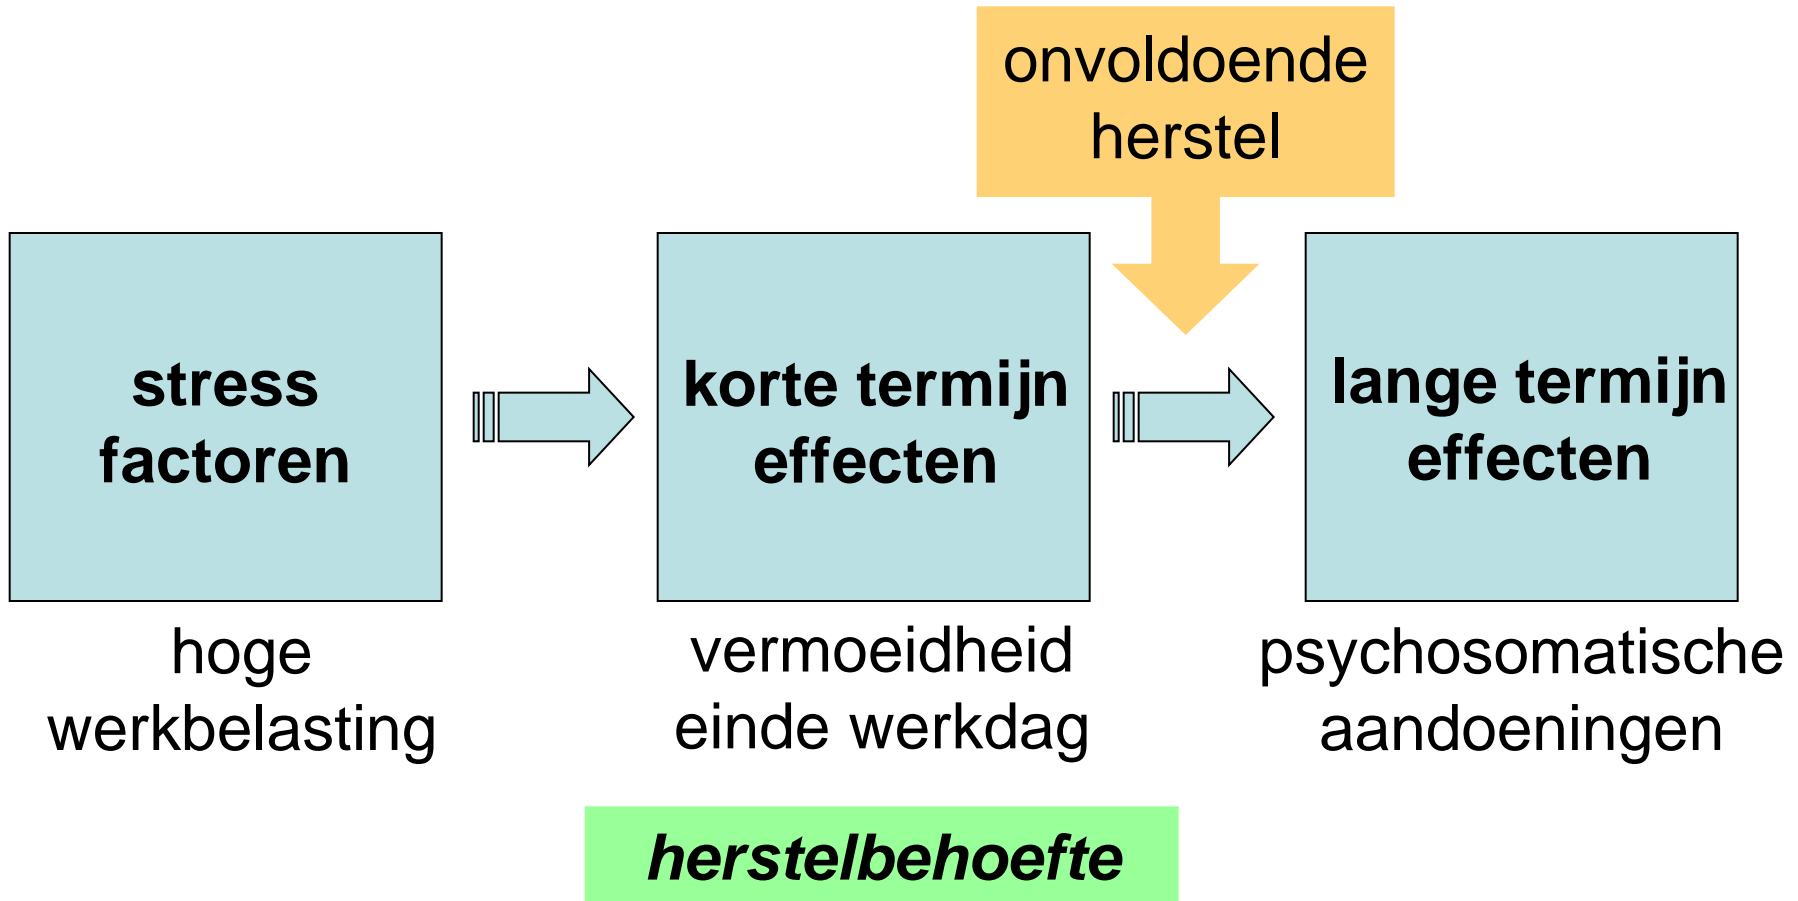 onvoldoende
herstel
stress
factoren
korte termijn
effecten
lange termijn
effecten
hoge
werkbelasting
vermoeidheid
einde werkdag
psychosomatische
aandoeningen
herstelbehoefte